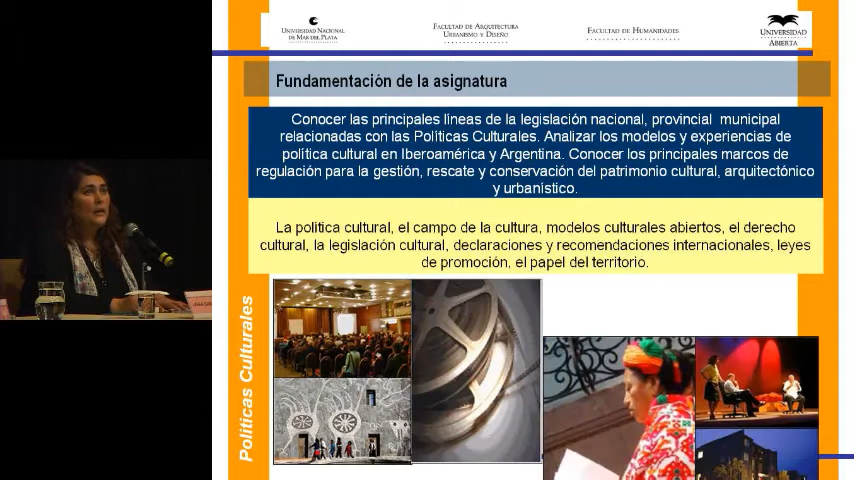 UNIVERSIDAD NACIONAL
DE MAR DEL PLATA
FACULTAD DE ARQUITECTURA
URBANISMO Y DISEÑO
FACULTAD DE HUMANIDADES
UNIVERSIDAD
ABIERTA
Fundamentación de la asignatura
Conocer las principales líneas de la legislación nacional, provincial municipal
relacionadas con las Políticas Culturales. Analizar los modelos y experiencias de
política cultural en Iberoamérica y Argentina. Conocer los principales marcos de
regulación para la gestión, rescate y conservación del patrimonio cultural, arquitectónico
y urbanístico.
La política cultural, el campo de la cultura, modelos culturales abiertos, el derecho
cultural, la legislación cultural, declaraciones y recomendaciones internacionales, leyes
de promoción, el papel del territorio.
Políticas Culturales